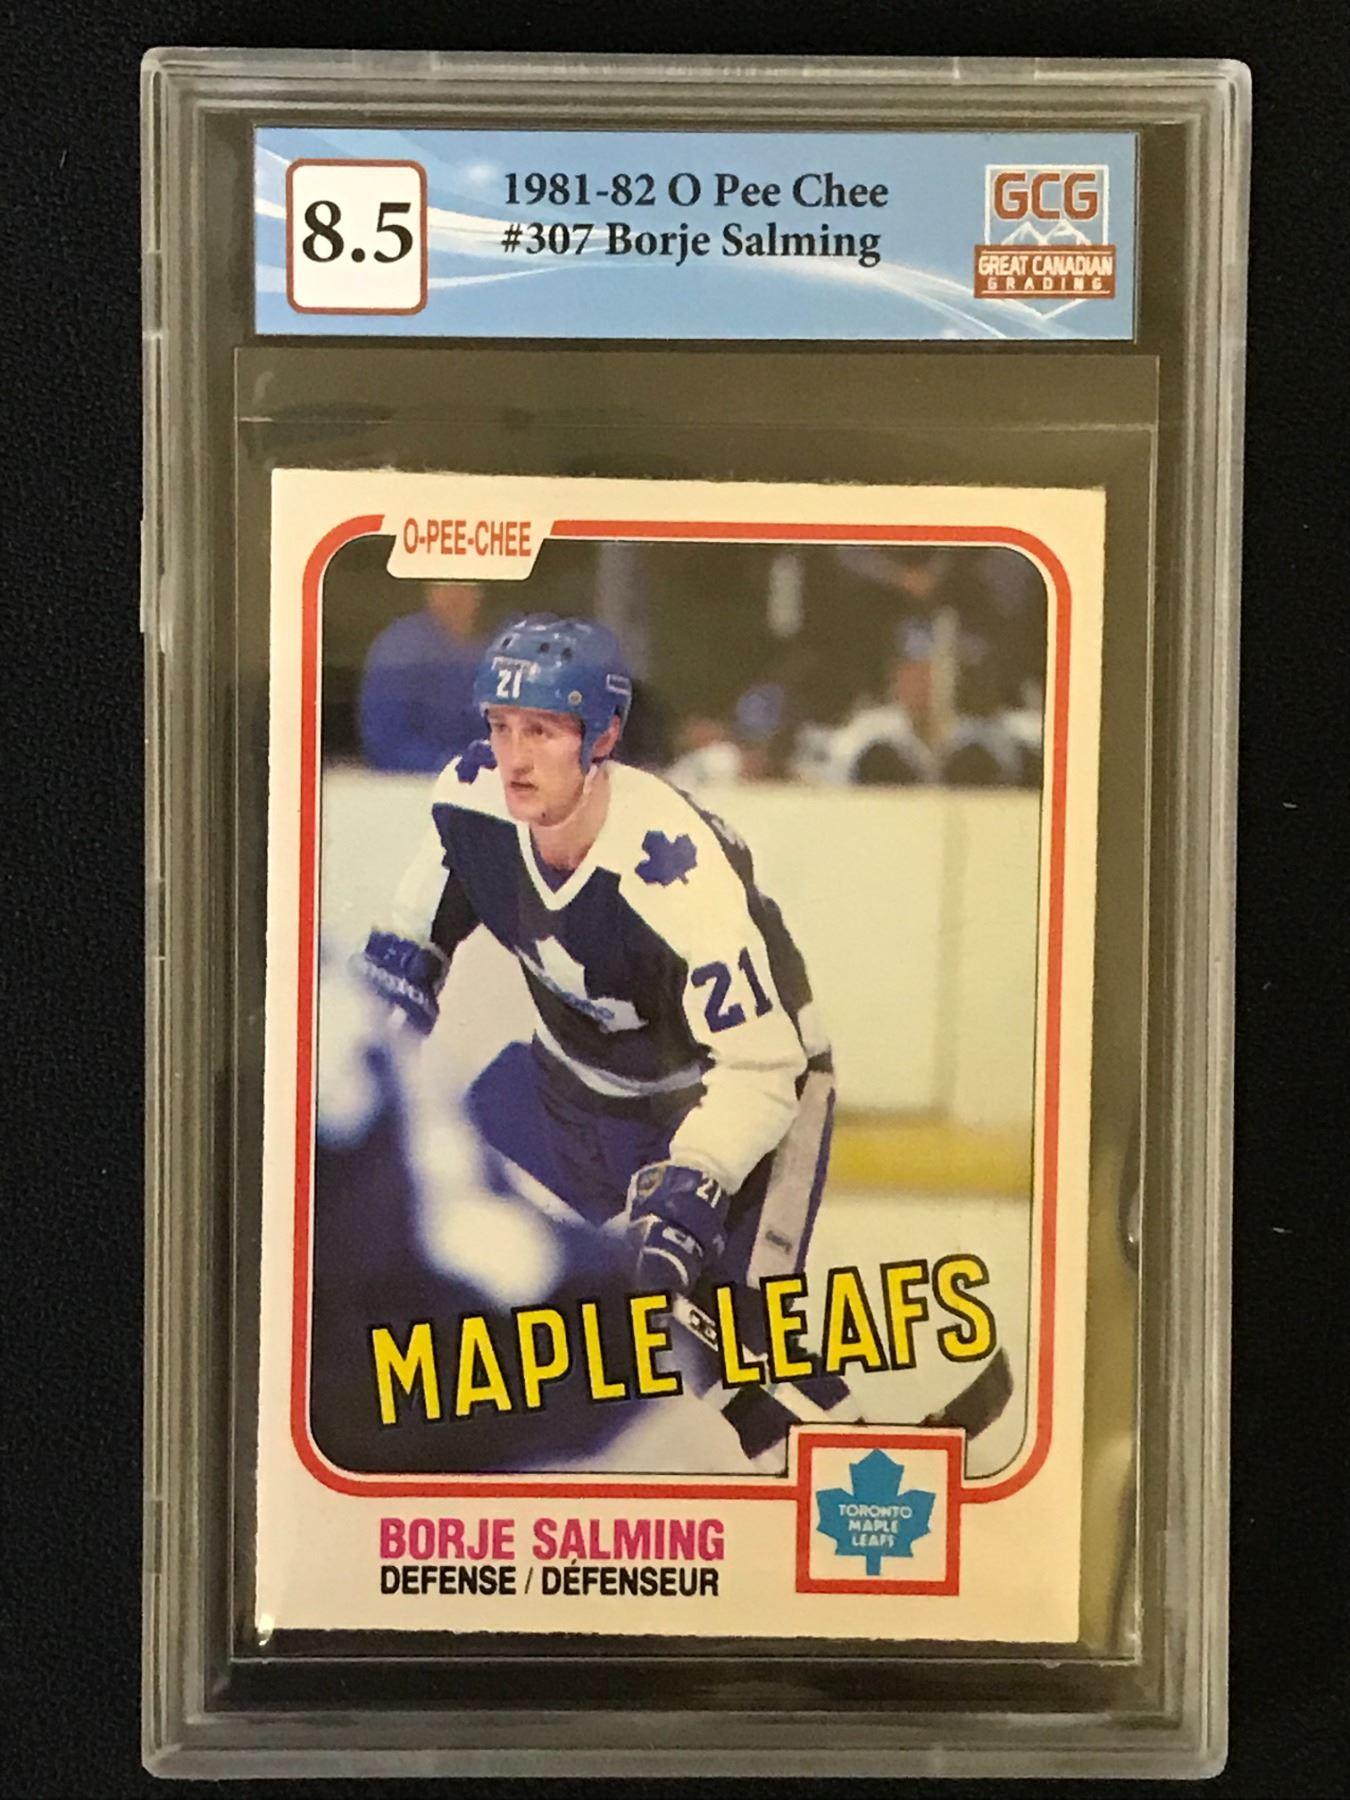 8.5
1981-82 O Pee Chee
#307 Borje Salming
GCG
GREAT CANADIAN
GRADING
O-PEE-CHEE
21
21
21
MAPLE LEAFS
TORONTO
MAPLE
LEAFS
BORJE SALMING
DEFENSE / DÉFENSEUR